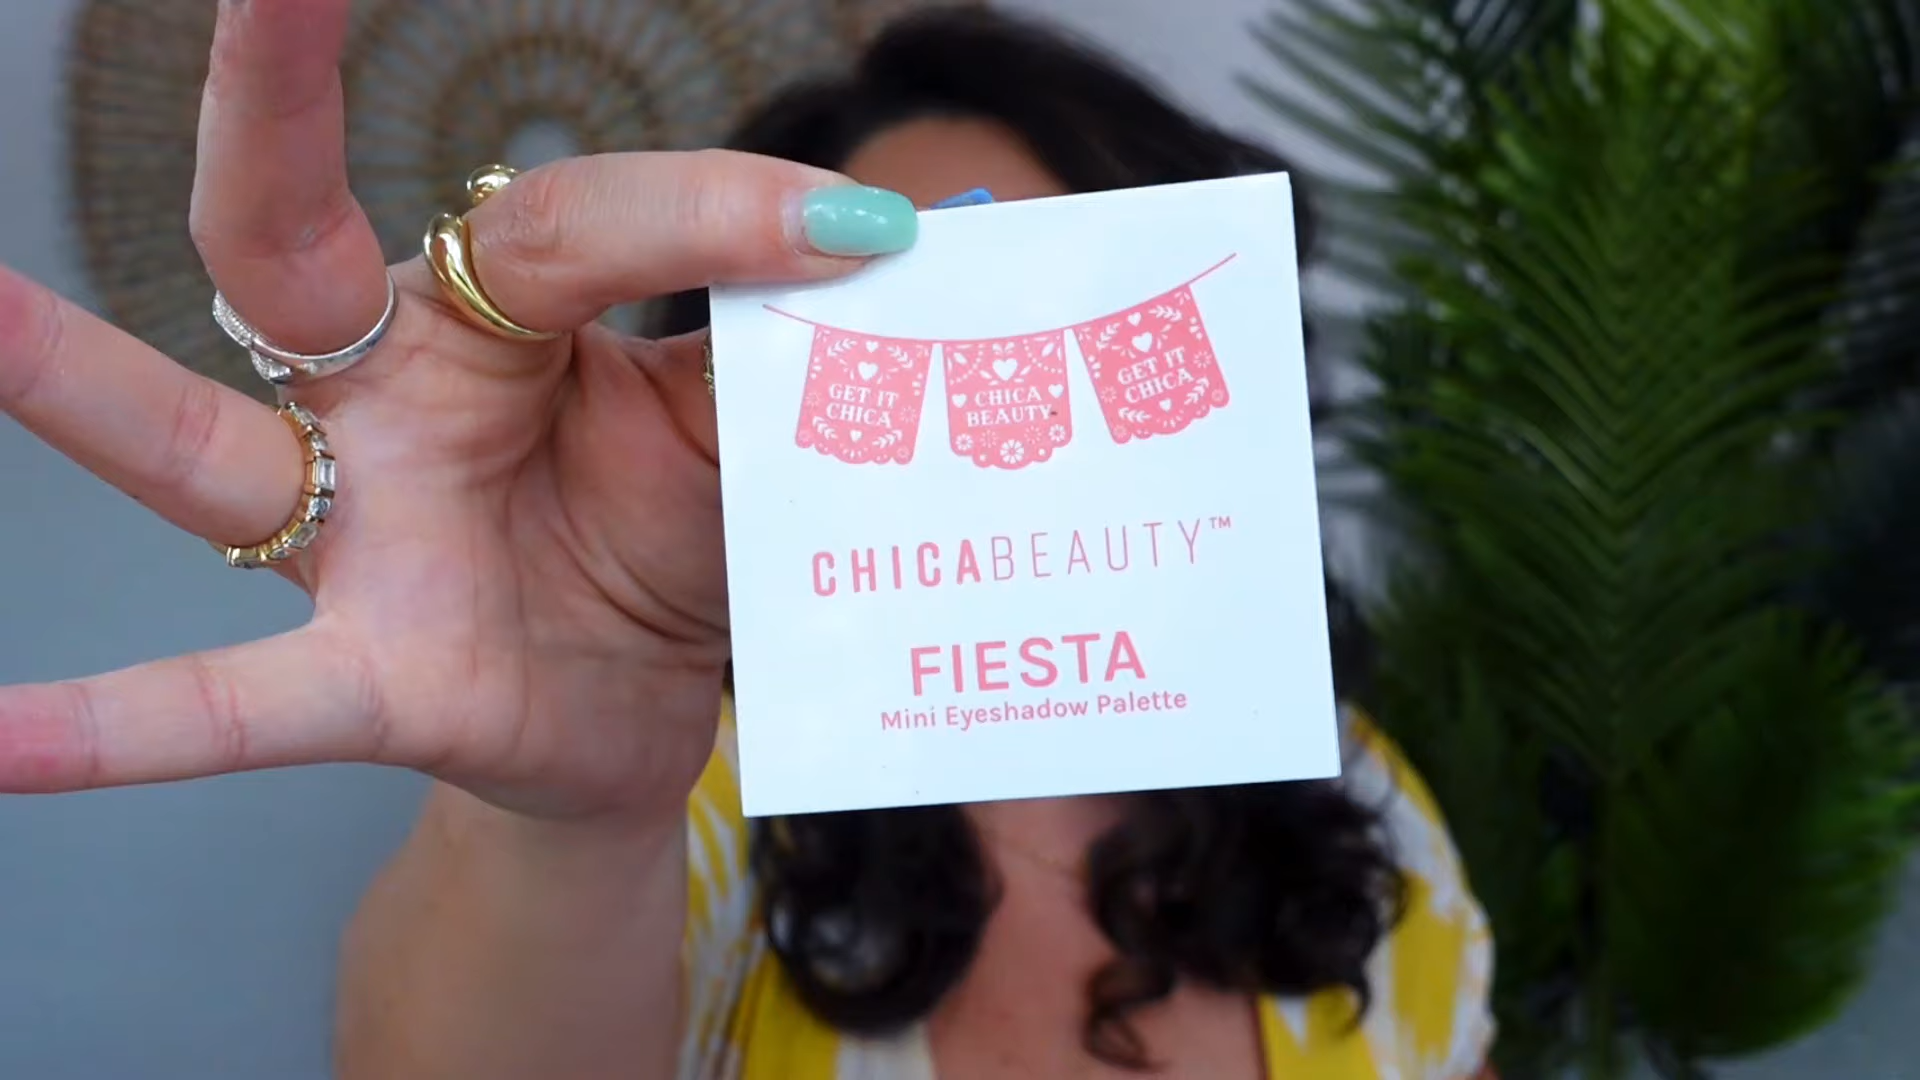 GET IT
CHICA
CHICA
BEAUTY
GET IT
CHICA
CHICABEAUTY™
FIESTA
Mini Eyeshadow Palette